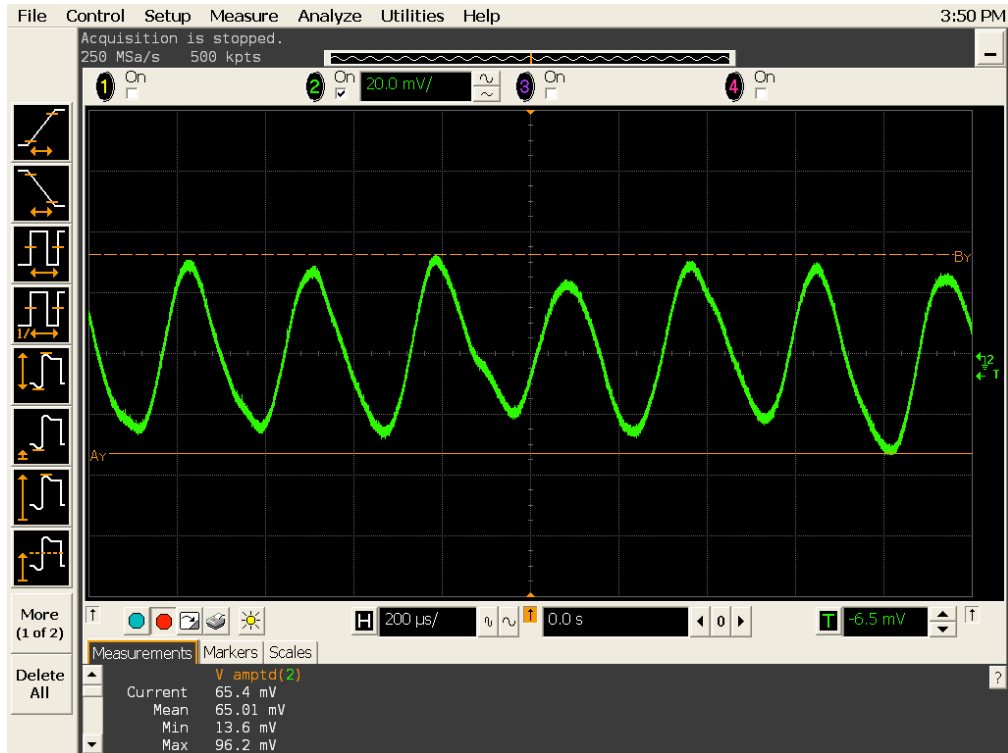 File Control Setup Measure Analyze Utilities Help 3:50 PM
Acquisition is stopped.
250 MSa/s 500 kpts
1 On 2 On 20.0 mV/ 3 On 4 On
1/
By
2
T
Ay
More
(1 of 2)
Delete
All
H 200 µs/ 0.0 s 0 T -6.5 mV
Measurements Markers Scales
?
V amptd(2)
Current 65.4 mV
Mean 65.01 mV
Min 13.6 mV
Max 96.2 mV